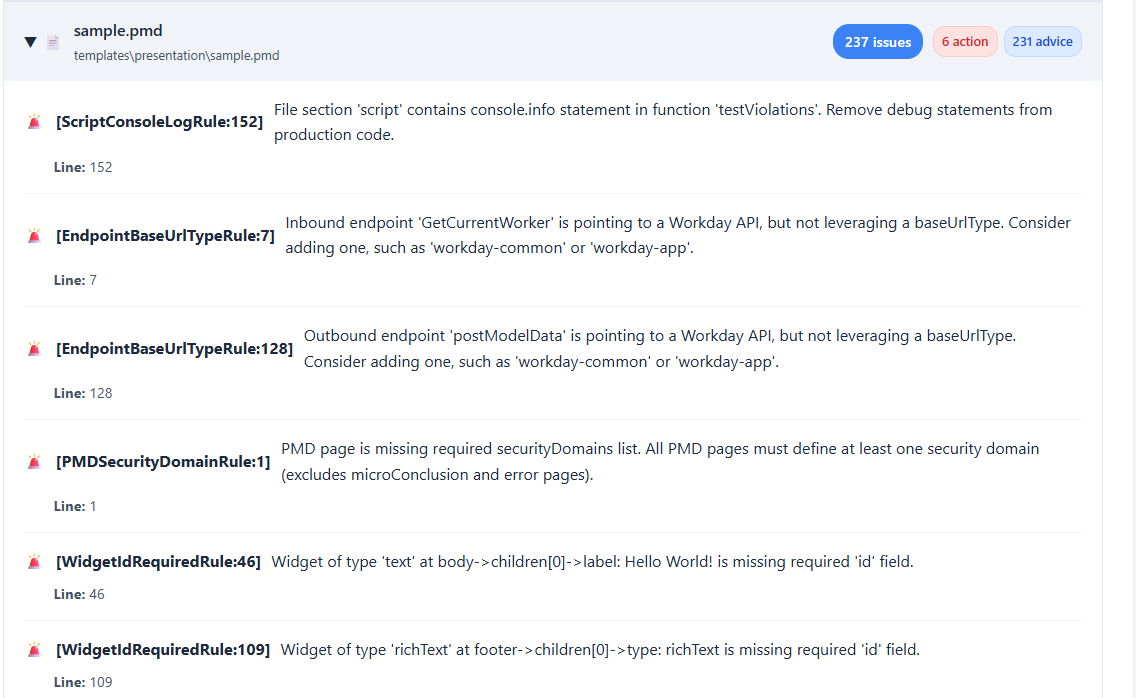 sample.pmd
templates\presentation\sample.pmd
237 issues
6 action
231 advice
[ScriptConsoleLogRule:152] File section 'script' contains console.info statement in function 'testViolations'. Remove debug statements from
production code.
Line: 152
[EndpointBaseUrlTypeRule:7] Inbound endpoint 'GetCurrentWorker' is pointing to a Workday API, but not leveraging a baseUrlType. Consider
adding one, such as 'workday-common' or 'workday-app'.
Line: 7
[EndpointBaseUrlTypeRule:128] Outbound endpoint 'postModelData' is pointing to a Workday API, but not leveraging a baseUrlType.
Consider adding one, such as 'workday-common' or 'workday-app'.
Line: 128
[PMDSecurityDomainRule:1] PMD page is missing required securityDomains list. All PMD pages must define at least one security domain
(excludes microConclusion and error pages).
Line: 1
[WidgetIdRequiredRule:46] Widget of type 'text' at body->children[0]->label: Hello World! is missing required 'id' field.
Line: 46
[WidgetIdRequiredRule:109] Widget of type 'richText' at footer->children[0]->type: richText is missing required 'id' field.
Line: 109